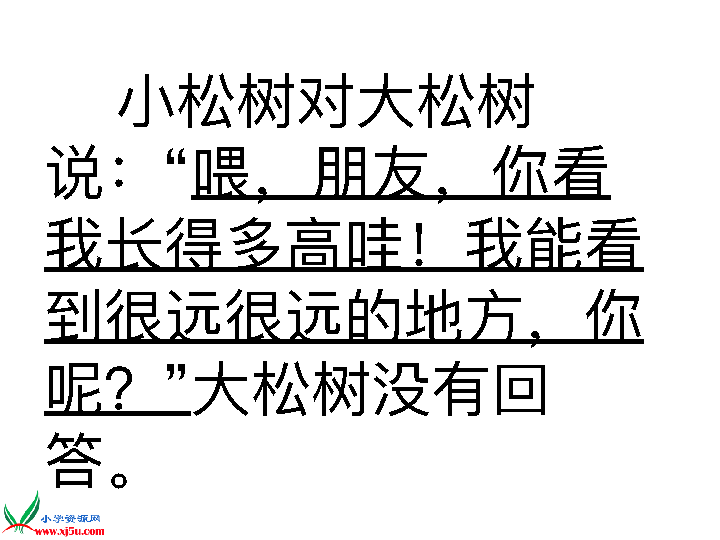 小松树对大松树
说：“喂，朋友，你看
我长得多高哇！我能看
到很远很远的地方，你
呢？”大松树没有回
答。
小学资源网
www.xj5u.com